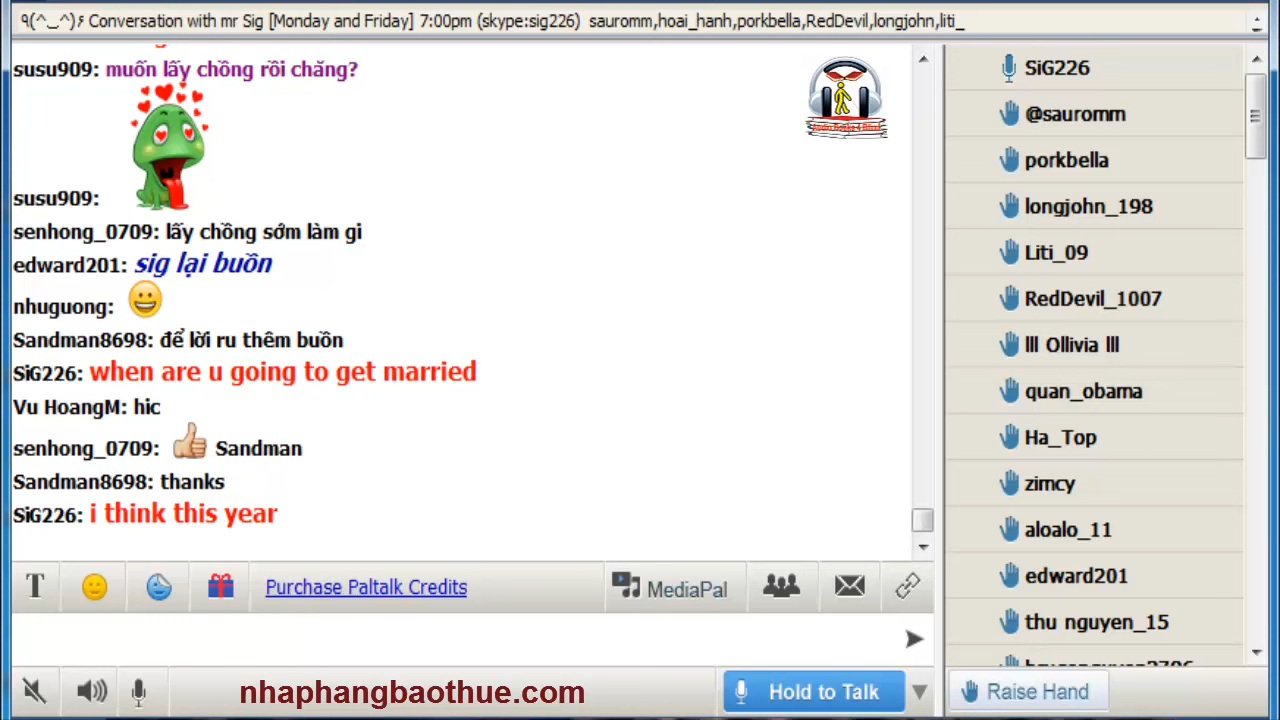 ٩(^‿^)۶ Conversation with mr Sig [Monday and Friday] 7:00pm (skype:sig226) sauromm,hoai_hanh,porkbella,RedDevil,longjohn,liti_
susu909: muốn lấy chồng rồi chăng?
susu909:
senhong_0709: lấy chồng sớm làm gi
edward201: sig lại buồn
nhuguong:
Sandman8698: để lời ru thêm buồn
SiG226: when are u going to get married
Vu HoangM: hic
senhong_0709: Sandman
Sandman8698: thanks
SiG226: i think this year
T Purchase Paltalk Credits MediaPal
nhaphangbaothue.com Hold to Talk
SiG226
@sauromm
porkbella
longjohn_198
Liti_09
RedDevil_1007
lll Ollivia lll
quan_obama
Ha_Top
zimcy
aloalo_11
edward201
thu nguyen_15
Raise Hand